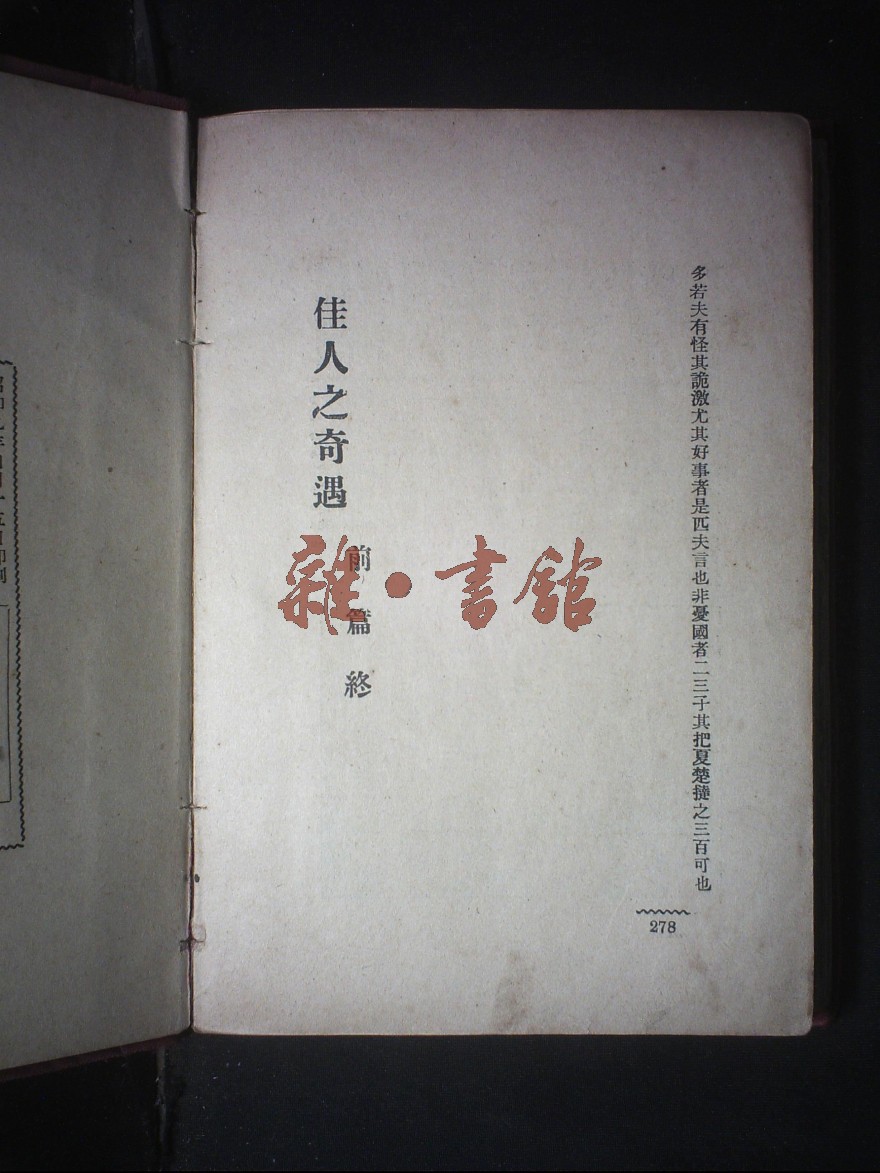 多若夫有怪其詭激尤其好事者是匹夫言也非憂國者二三子其把夏楚撻之三百可也
278
佳人之奇遇
前篇終
雜·書館